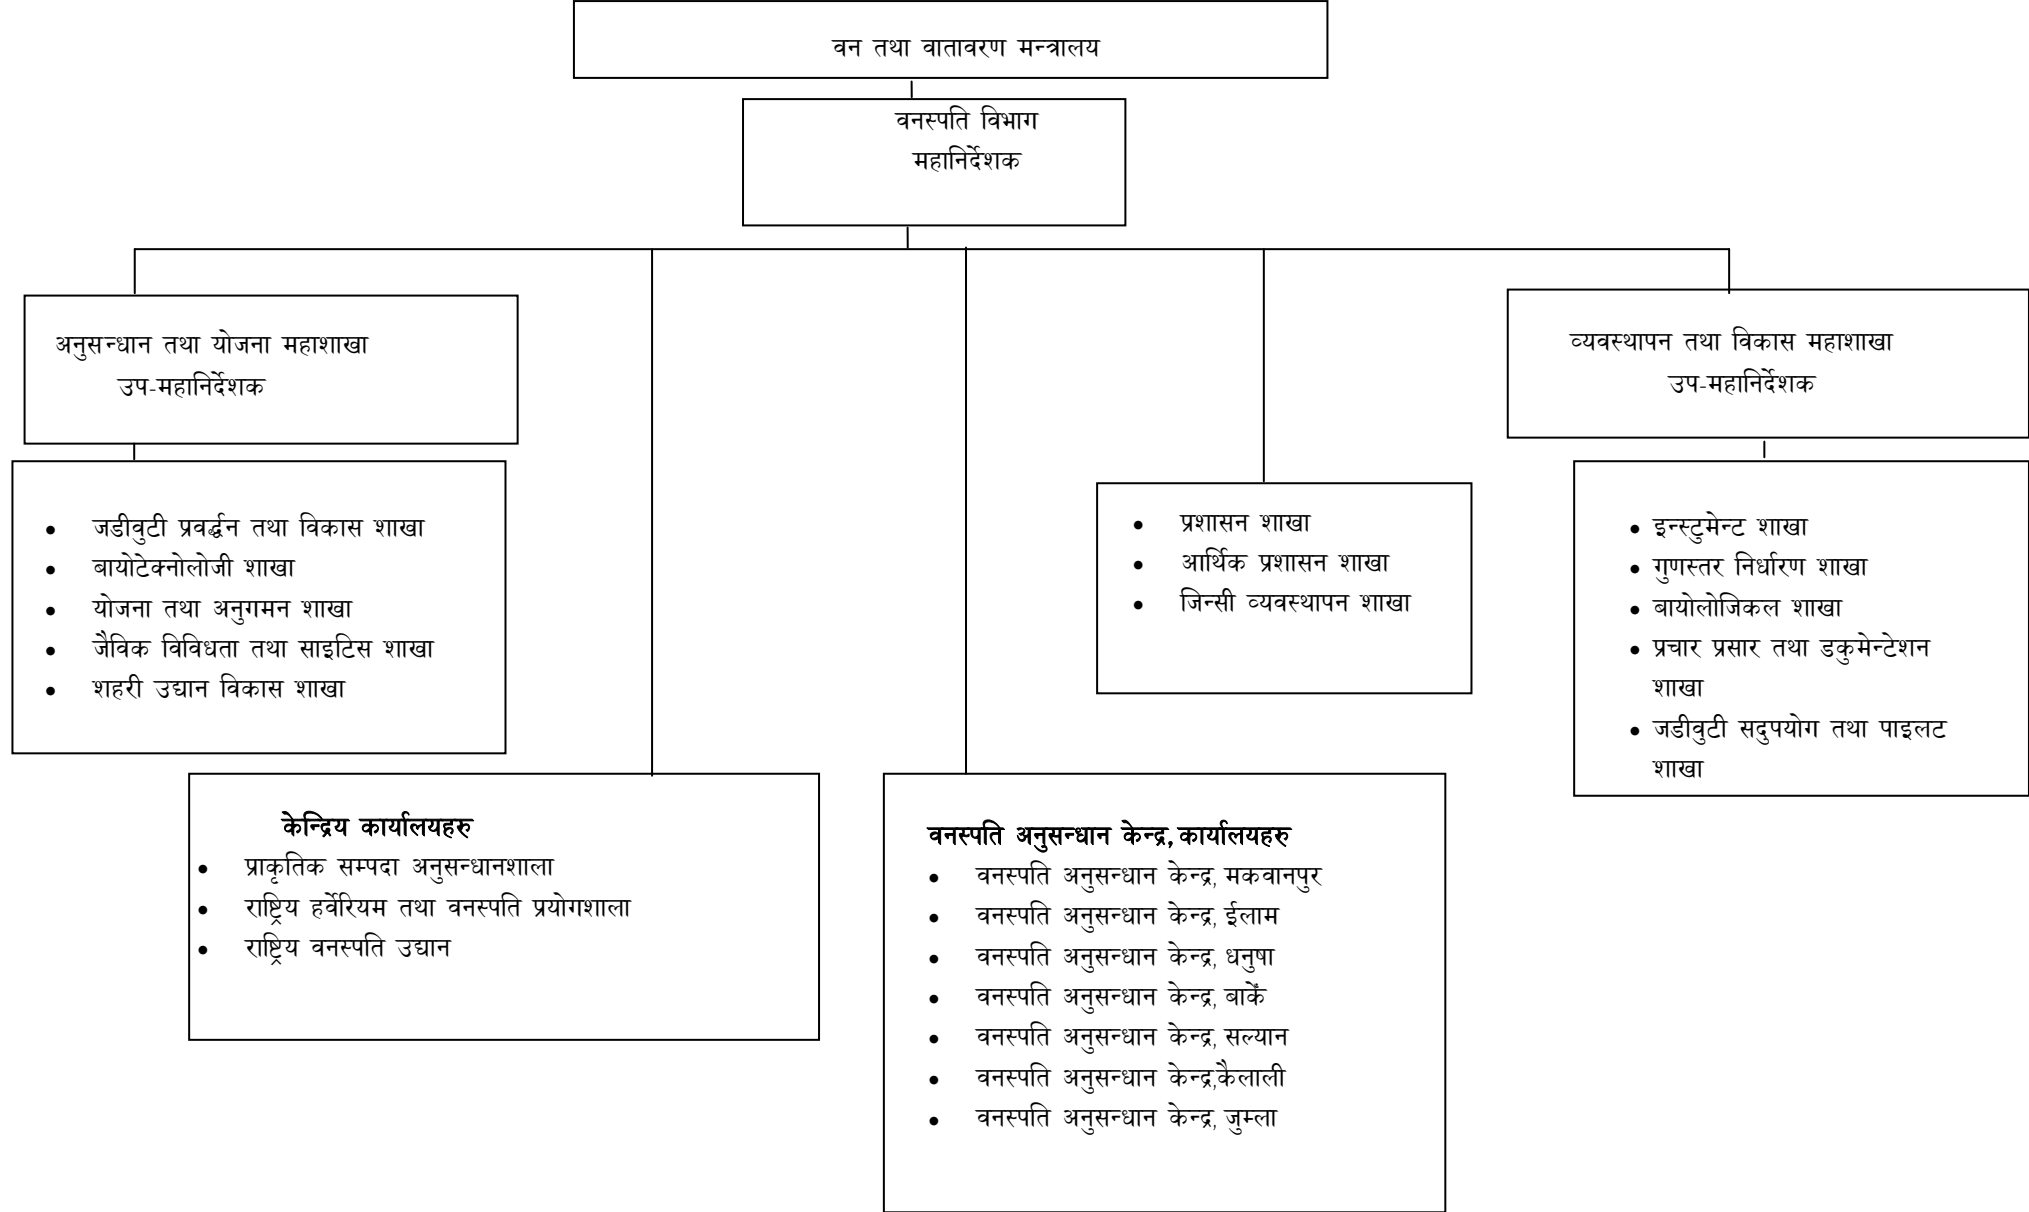 वन तथा वातावरण मन्त्रालय
वनस्पति विभाग
महानिर्देशक
अनुसन्धान तथा योजना महाशाखा
उप-महानिर्देशक
व्यवस्थापन तथा विकास महाशाखा
उप-महानिर्देशक
• जडीवुटी प्रवर्द्धन तथा विकास शाखा
• बायोटेक्नोलोजी शाखा
• योजना तथा अनुगमन शाखा
• जैविक विविधता तथा साइटिस शाखा
• शहरी उद्यान विकास शाखा
• प्रशासन शाखा
• आर्थिक प्रशासन शाखा
• जिन्सी व्यवस्थापन शाखा
• इन्स्टुमेन्ट शाखा
• गुणस्तर निर्धारण शाखा
• बायोलोजिकल शाखा
• प्रचार प्रसार तथा डकुमेन्टेशन
शाखा
• जडीवुटी सदुपयोग तथा पाइलट
शाखा
केन्द्रिय कार्यालयहरु
• प्राकृतिक सम्पदा अनुसन्धानशाला
• राष्ट्रिय हर्वेरियम तथा वनस्पति प्रयोगशाला
• राष्ट्रिय वनस्पति उद्यान
वनस्पति अनुसन्धान केन्द्र, कार्यालयहरु
• वनस्पति अनुसन्धान केन्द्र, मकवानपुर
• वनस्पति अनुसन्धान केन्द्र, ईलाम
• वनस्पति अनुसन्धान केन्द्र, धनुषा
• वनस्पति अनुसन्धान केन्द्र, बार्कें
• वनस्पति अनुसन्धान केन्द्र, सल्यान
• वनस्पति अनुसन्धान केन्द्र,कैलाली
• वनस्पति अनुसन्धान केन्द्र, जुम्ला